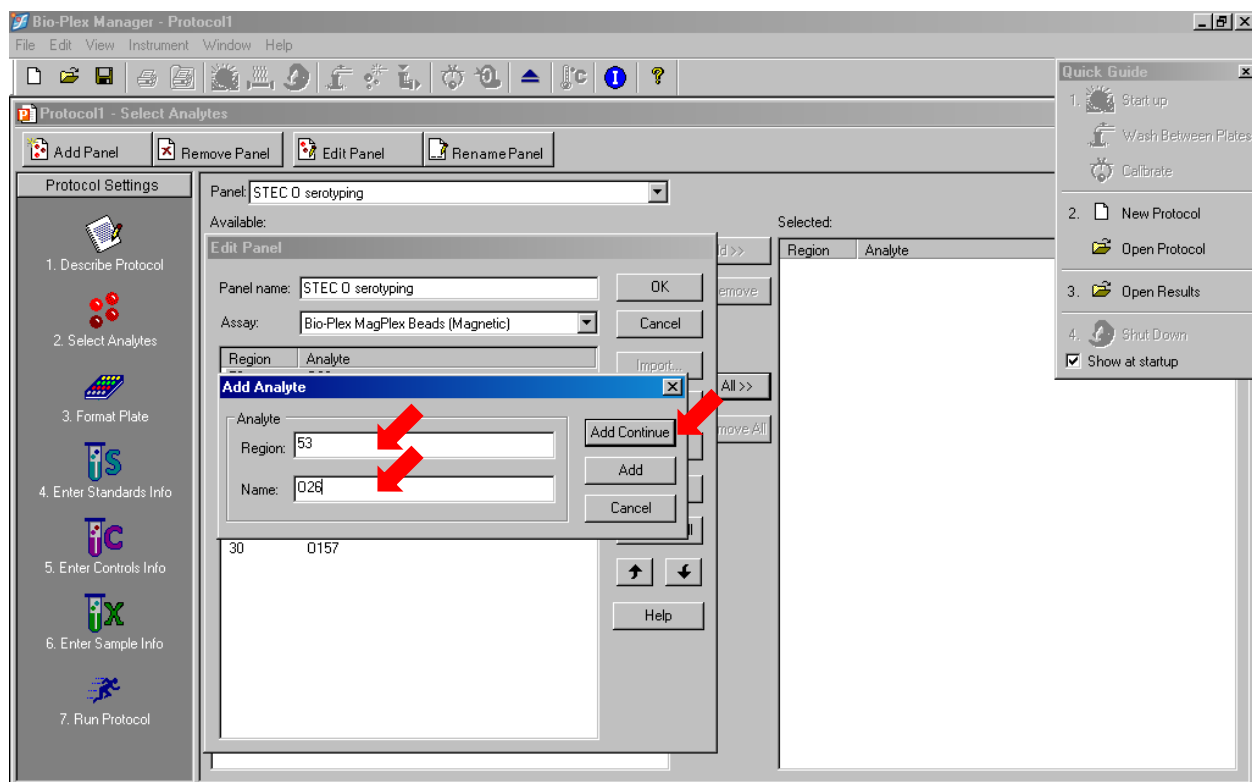 Bio-Plex Manager - Protocol1
File Edit View Instrument Window Help
Protocol1 - Select Analytes
Add Panel Remove Panel Edit Panel Rename Panel
Protocol Settings
1. Describe Protocol
2. Select Analytes
3. Format Plate
4. Enter Standards Info
5. Enter Controls Info
6. Enter Sample Info
7. Run Protocol
Panel: STEC O serotyping
Available:
Selected:
Region Analyte
All >>
Edit Panel
Panel name: STEC O serotyping
OK
Assay: Bio-Plex MagPlex Beads (Magnetic)
Cancel
Region Analyte
Import...
Add Analyte
Analyte
Region: 53
Name: O26
Add Continue
Add
Cancel
30 O157
Help
Quick Guide
1. Start up
Wash Between Plates
Calibrate
2. New Protocol
Open Protocol
3. Open Results
4. Shut Down
Show at startup